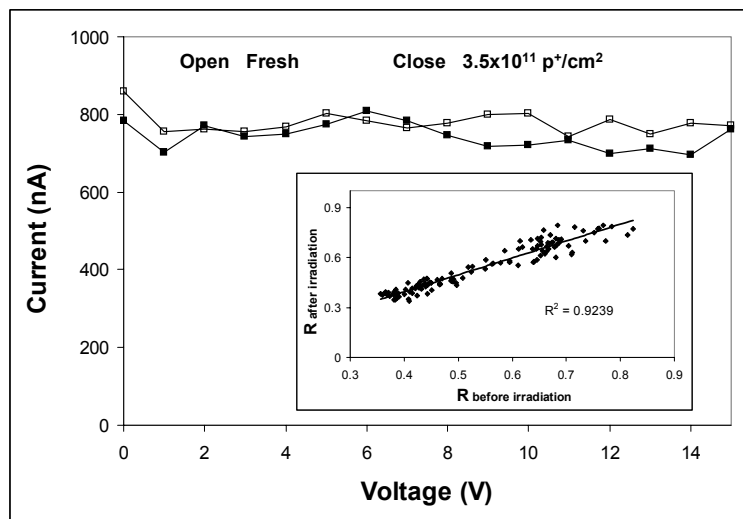 1000
800
600
400
200
0
Open Fresh Close 3.5x10¹¹ p⁺/cm²
Current (nA)
0 2 4 6 8 10 12 14
Voltage (V)
0.9
0.6
0.3
0
R after irradiation
R² = 0.9239
0.3 0.4 0.5 0.6 0.7 0.8 0.9
R before irradiation